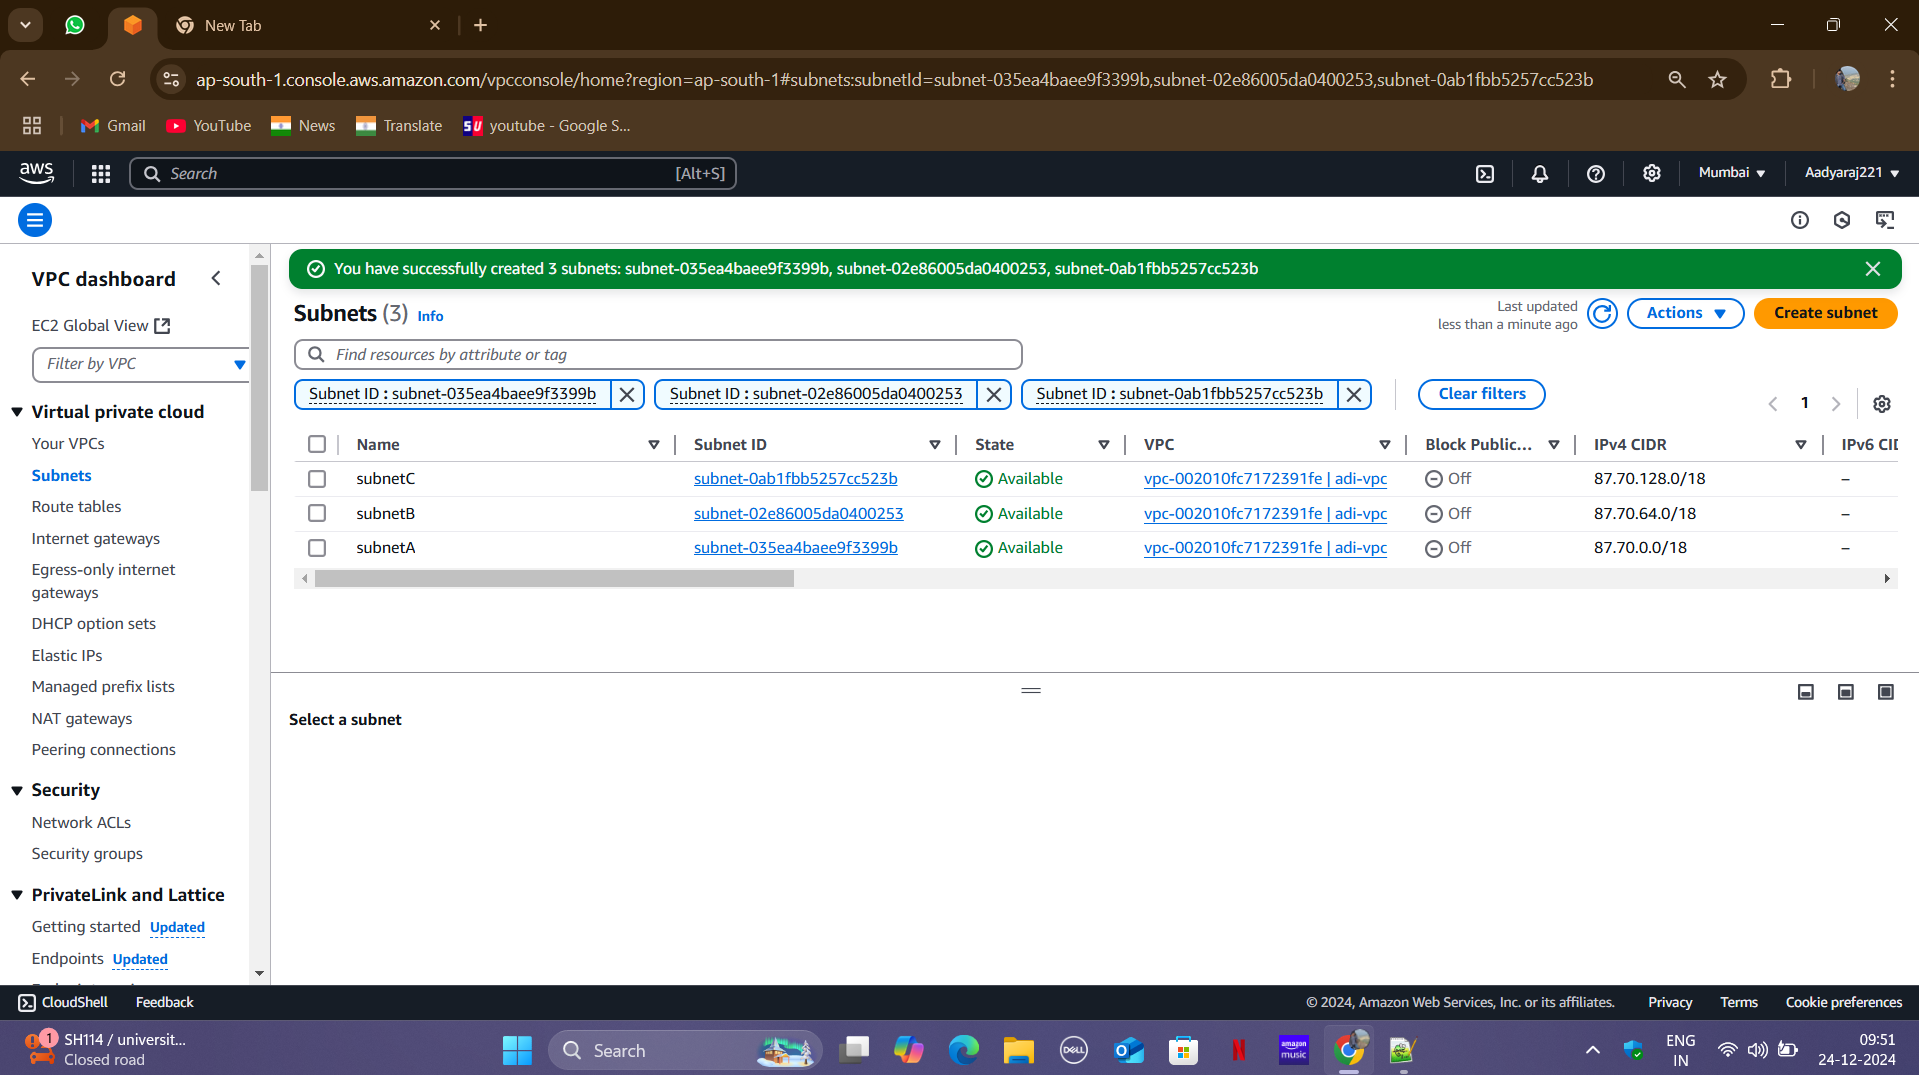 New Tab
ap-south-1.console.aws.amazon.com/vpcconsole/home?region=ap-south-1#subnets:subnetId=subnet-035ea4baee9f3399b,subnet-02e86005da0400253,subnet-0ab1fbb5257cc523b
Gmail YouTube News Translate SU youtube - Google S...
aws Search [Alt+S] Mumbai Aadyaraj221
VPC dashboard
EC2 Global View
Filter by VPC
Virtual private cloud
Your VPCs
Subnets
Route tables
Internet gateways
Egress-only internet
gateways
DHCP option sets
Elastic IPs
Managed prefix lists
NAT gateways
Peering connections
Security
Network ACLs
Security groups
PrivateLink and Lattice
Getting started Updated
Endpoints Updated
You have successfully created 3 subnets: subnet-035ea4baee9f3399b, subnet-02e86005da0400253, subnet-0ab1fbb5257cc523b
Subnets (3) Info
Last updated
less than a minute ago
Actions
Create subnet
Find resources by attribute or tag
Subnet ID : subnet-035ea4baee9f3399b Subnet ID : subnet-02e86005da0400253 Subnet ID : subnet-0ab1fbb5257cc523b Clear filters
1
Name Subnet ID State VPC Block Public... IPv4 CIDR IPv6 CID
subnetC subnet-0ab1fbb5257cc523b Available vpc-002010fc7172391fe | adi-vpc Off 87.70.128.0/18 –
subnetB subnet-02e86005da0400253 Available vpc-002010fc7172391fe | adi-vpc Off 87.70.64.0/18 –
subnetA subnet-035ea4baee9f3399b Available vpc-002010fc7172391fe | adi-vpc Off 87.70.0.0/18 –
Select a subnet
CloudShell Feedback © 2024, Amazon Web Services, Inc. or its affiliates. Privacy Terms Cookie preferences
1
SH114 / universit...
Closed road
Search
DELL
amazon
music
ENG
IN
09:51
24-12-2024